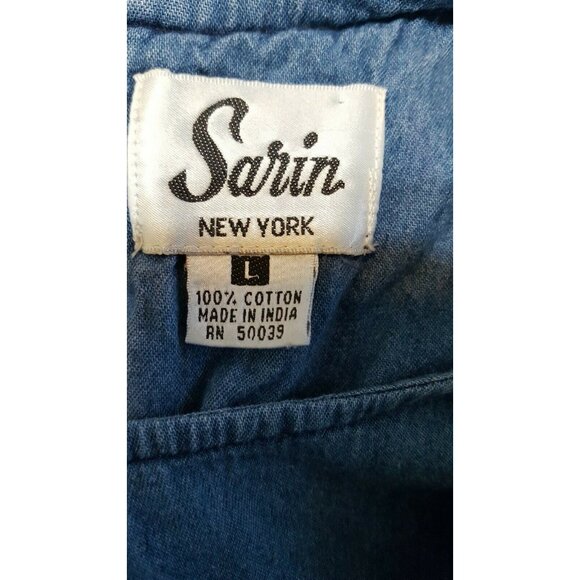 Sarin
NEW YORK
L
100% COTTON
MADE IN INDIA
RN 50039